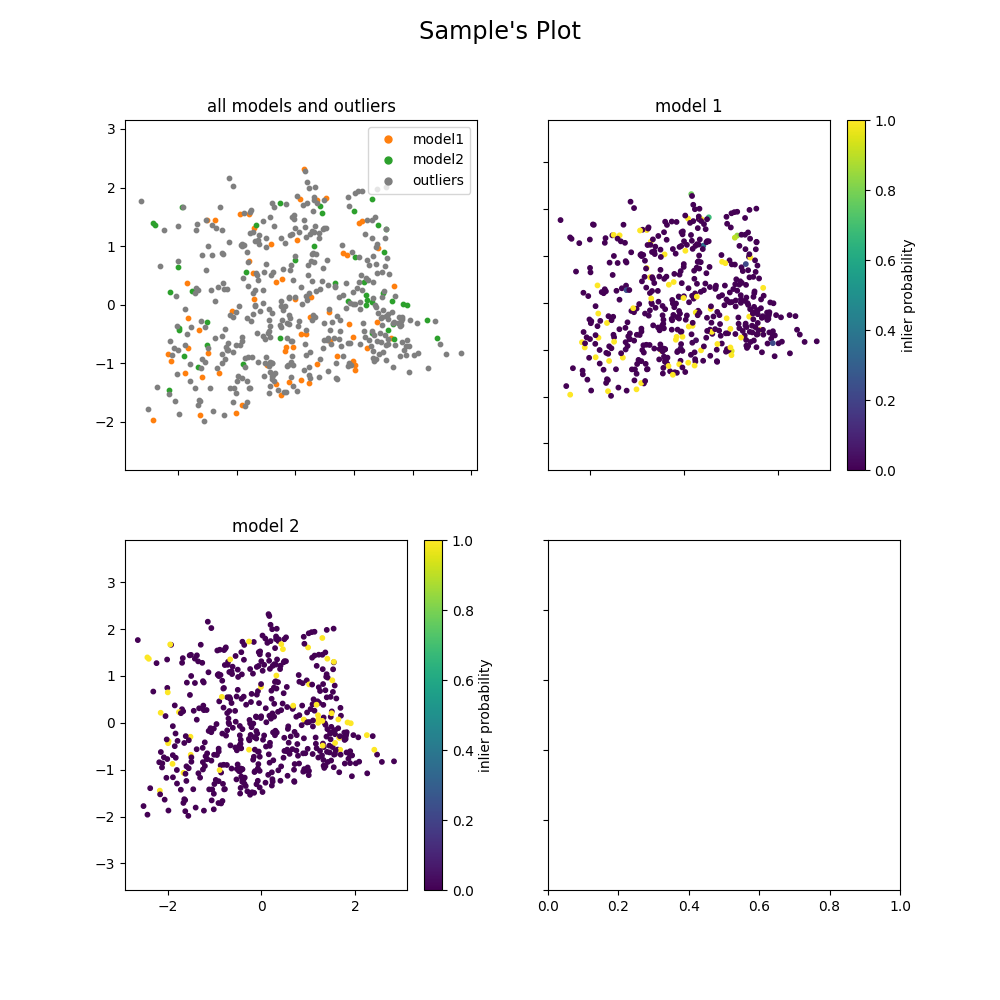 Sample's Plot
all models and outliers
3
2
1
0
−1
−2
model1
model2
outliers
model 1
1.0
0.8
0.6
0.4
0.2
0.0
inlier probability
model 2
3
2
1
0
−1
−2
−3
−2 0 2
1.0
0.8
0.6
0.4
0.2
0.0
inlier probability
0.0 0.2 0.4 0.6 0.8 1.0